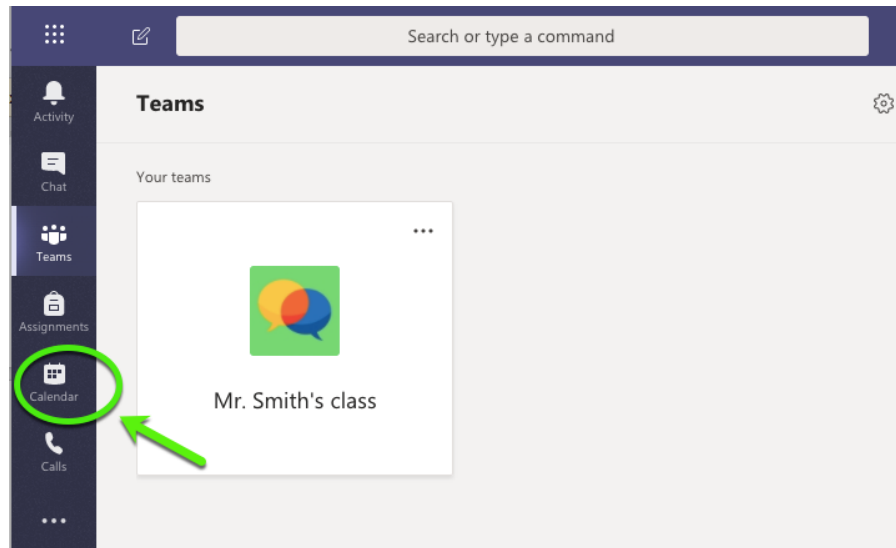 Search or type a command
Activity
Chat
Teams
Assignments
Calendar
Calls
Teams
Your teams
Mr. Smith's class